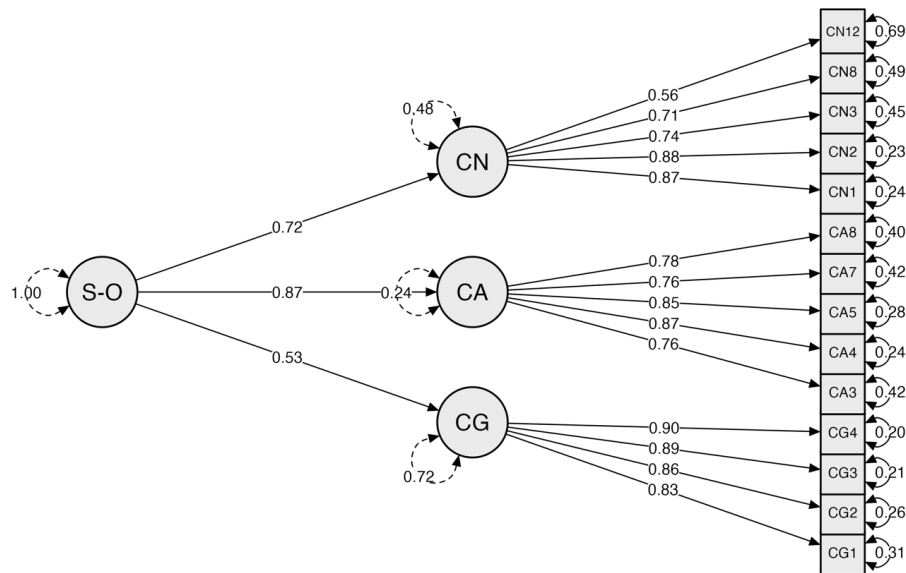 CN12 0.69
CN8 0.49
0.56
0.48
0.71
CN3 0.45
0.74
CN
0.88
CN2 0.23
0.87
CN1 0.24
0.72
CA8 0.40
0.78
CA7 0.42
0.76
1.00
S-O
0.87
0.24
CA
0.85
CA5 0.28
0.87
0.76
CA4 0.24
0.53
CA3 0.42
CG
0.90
CG4 0.20
0.89
0.86
CG3 0.21
0.72
0.83
CG2 0.26
CG1 0.31